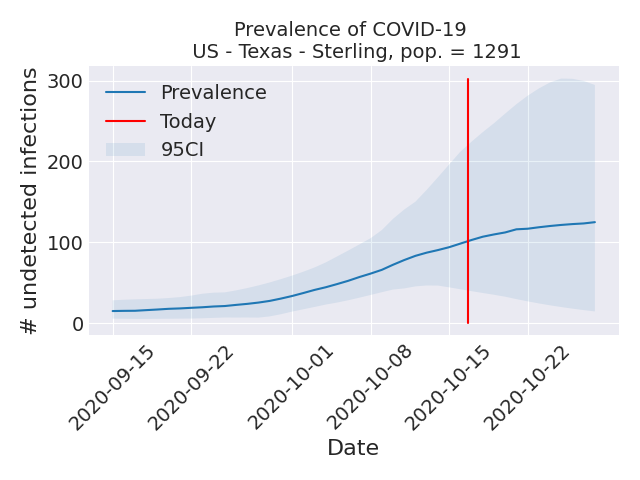 Prevalence of COVID-19
US - Texas - Sterling, pop. = 1291
# undetected infections
300
200
100
0
Prevalence
Today
95CI
2020-09-15
2020-09-22
2020-10-01
2020-10-08
2020-10-15
2020-10-22
Date